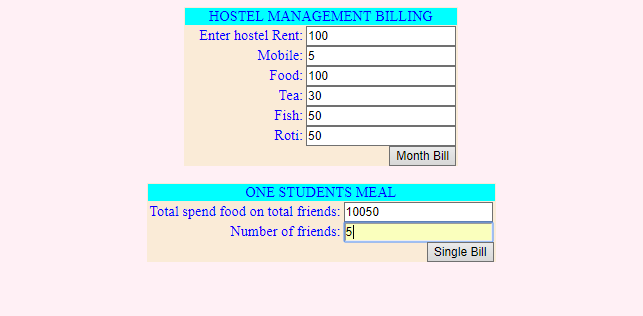 HOSTEL MANAGEMENT BILLING
Enter hostel Rent: 100
Mobile: 5
Food: 100
Tea: 30
Fish: 50
Roti: 50
Month Bill
ONE STUDENTS MEAL
Total spend food on total friends: 10050
Number of friends: 5
Single Bill